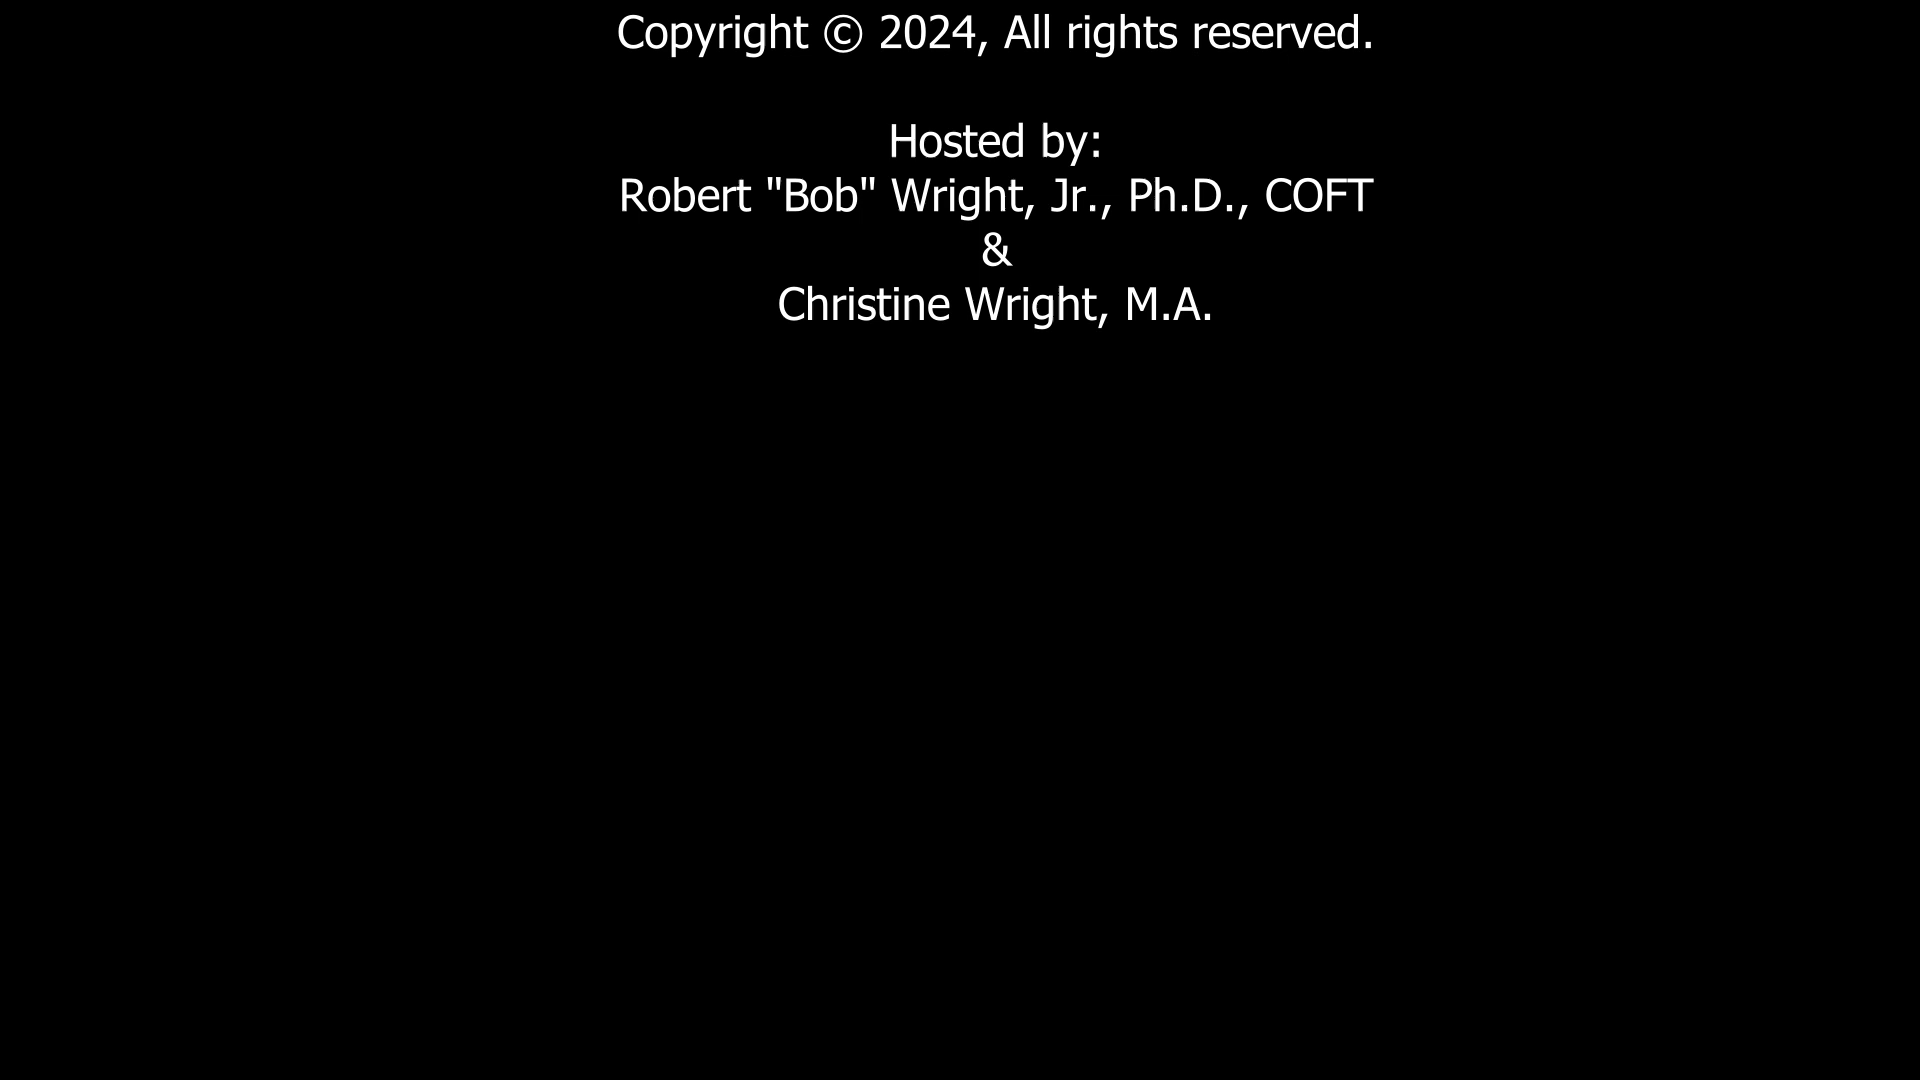 Copyright © 2024, All rights reserved.
Hosted by:
Robert "Bob" Wright, Jr., Ph.D., COFT
&
Christine Wright, M.A.